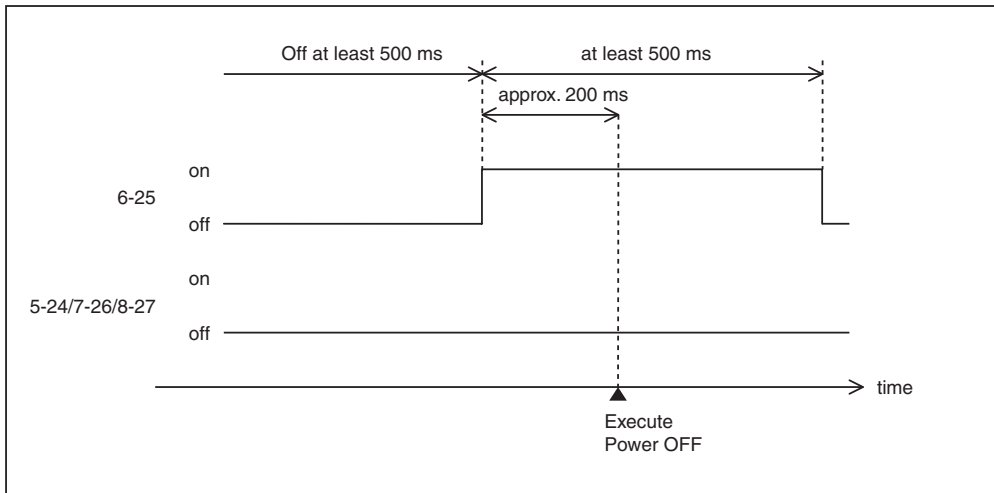 Off at least 500 ms
at least 500 ms
approx. 200 ms
on
6-25
off
on
5-24/7-26/8-27
off
time
Execute
Power OFF